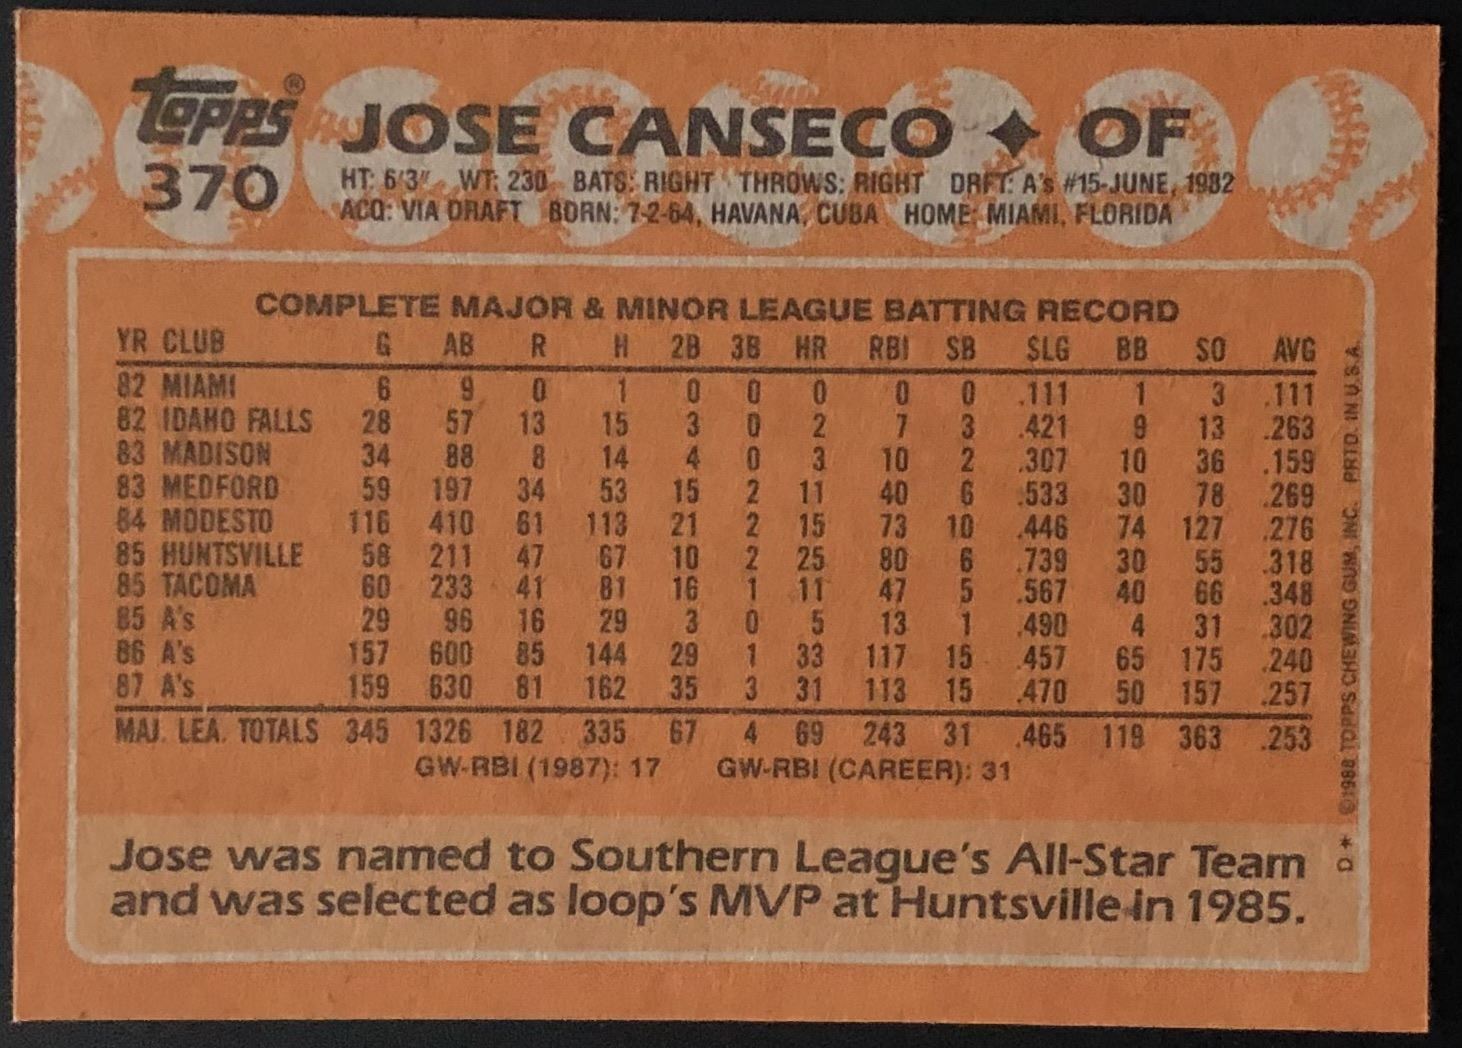 Topps®
370
JOSE CANSECO ✦ OF
HT: 6'3" WT: 230 BATS: RIGHT THROWS: RIGHT DRFT: A's #15-JUNE, 1982
ACQ: VIA DRAFT BORN: 7-2-64, HAVANA, CUBA HOME: MIAMI, FLORIDA
COMPLETE MAJOR & MINOR LEAGUE BATTING RECORD
YR CLUB G AB R H 2B 3B HR RBI SB SLG BB SO AVG
82 MIAMI 6 9 0 1 0 0 0 0 0 .111 1 3 .111
82 IDAHO FALLS 28 57 13 15 3 0 2 7 3 .421 9 13 .263
83 MADISON 34 88 8 14 4 0 3 10 2 .307 10 36 .159
83 MEDFORD 59 197 34 53 15 2 11 40 6 .533 30 78 .269
84 MODESTO 116 410 61 113 21 2 15 73 10 .446 74 127 .276
85 HUNTSVILLE 58 211 47 67 10 2 25 80 6 .739 30 55 .318
85 TACOMA 60 233 41 81 16 1 11 47 5 .567 40 66 .348
85 A's 29 96 16 29 3 0 5 13 1 .490 4 31 .302
86 A's 157 600 85 144 29 1 33 117 15 .457 65 175 .240
87 A's 159 630 81 162 35 3 31 113 15 .470 50 157 .257
MAJ. LEA. TOTALS 345 1326 182 335 67 4 69 243 31 .465 119 363 .253
GW-RBI (1987): 17 GW-RBI (CAREER): 31
Jose was named to Southern League's All-Star Team
and was selected as loop's MVP at Huntsville in 1985.
D* ©1988 TOPPS CHEWING GUM, INC. PRTD. IN U.S.A.